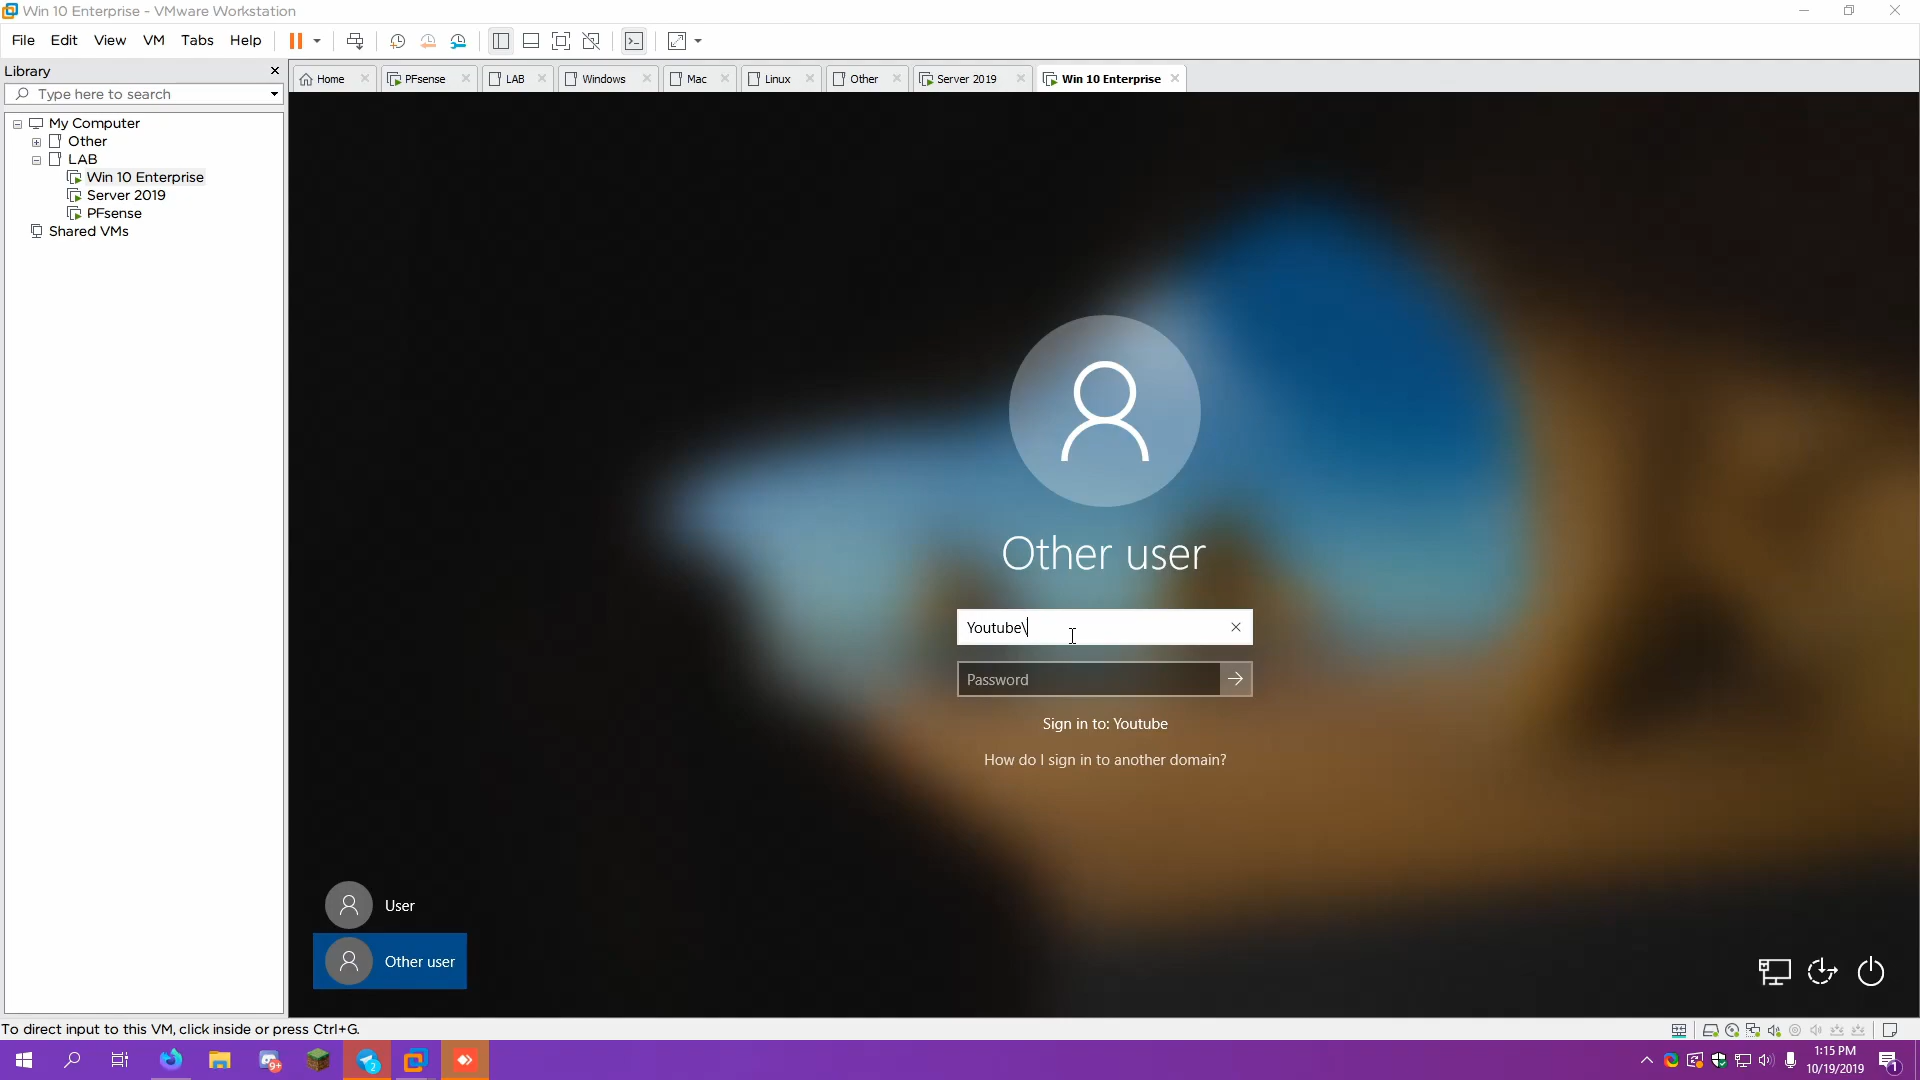 Win 10 Enterprise - VMware Workstation
File Edit View VM Tabs Help
Library
Type here to search
My Computer
Other
LAB
Win 10 Enterprise
Server 2019
PFsense
Shared VMs
Home PFsense LAB Windows Mac Linux Other Server 2019 Win 10 Enterprise
Other user
Youtube\
Password
Sign in to: Youtube
How do I sign in to another domain?
User
Other user
To direct input to this VM, click inside or press Ctrl+G.
9+
2
1:15 PM
10/19/2019
1